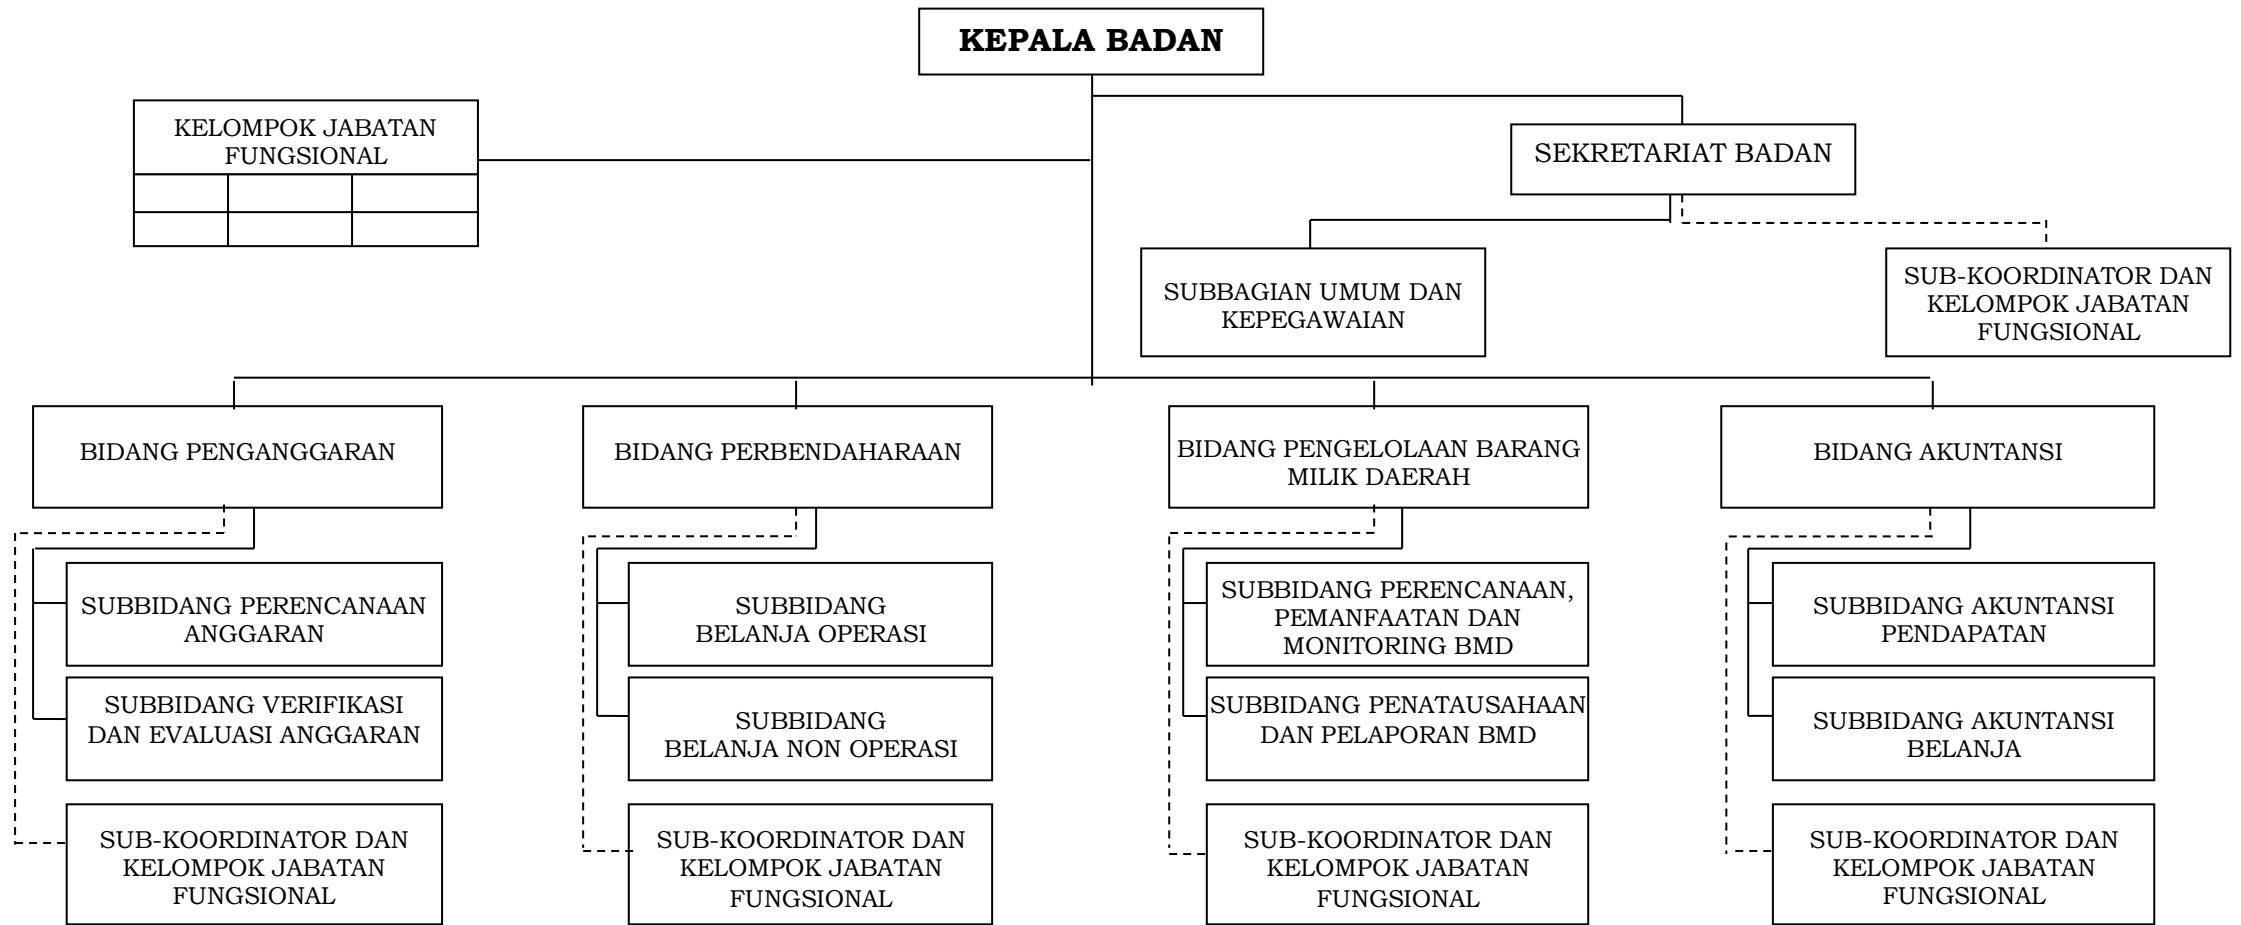 KEPALA BADAN
KELOMPOK JABATAN
FUNGSIONAL
SEKRETARIAT BADAN
SUBBAGIAN UMUM DAN
KEPEGAWAIAN
SUB-KOORDINATOR DAN
KELOMPOK JABATAN
FUNGSIONAL
BIDANG PENGANGGARAN
BIDANG PERBENDAHARAAN
BIDANG PENGELOLAAN BARANG
MILIK DAERAH
BIDANG AKUNTANSI
SUBBIDANG PERENCANAAN
ANGGARAN
SUBBIDANG
BELANJA OPERASI
SUBBIDANG PERENCANAAN,
PEMANFAATAN DAN
MONITORING BMD
SUBBIDANG AKUNTANSI
PENDAPATAN
SUBBIDANG VERIFIKASI
DAN EVALUASI ANGGARAN
SUBBIDANG
BELANJA NON OPERASI
SUBBIDANG PENATAUSAHAAN
DAN PELAPORAN BMD
SUBBIDANG AKUNTANSI
BELANJA
SUB-KOORDINATOR DAN
KELOMPOK JABATAN
FUNGSIONAL
SUB-KOORDINATOR DAN
KELOMPOK JABATAN
FUNGSIONAL
SUB-KOORDINATOR DAN
KELOMPOK JABATAN
FUNGSIONAL
SUB-KOORDINATOR DAN
KELOMPOK JABATAN
FUNGSIONAL